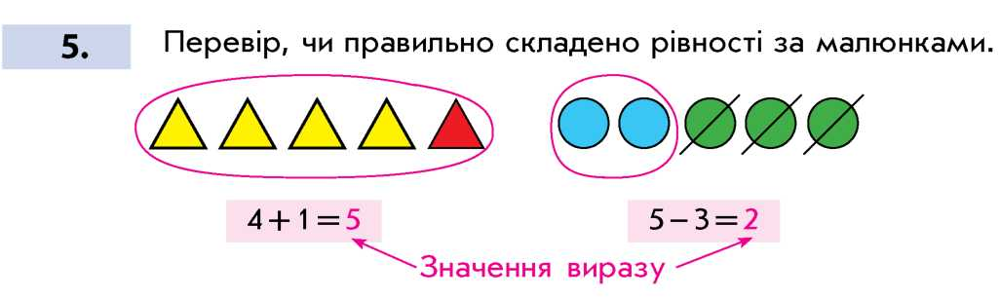 5. Перевір, чи правильно складено рівності за малюнками.
4 + 1 = 5 5 – 3 = 2
Значення виразу